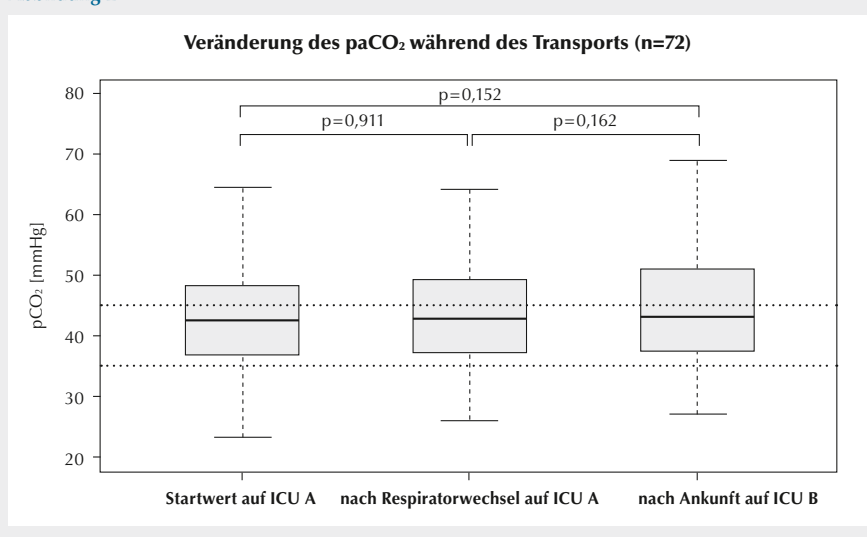 Veränderung des paCO₂ während des Transports (n=72)
pCO₂ [mmHg]
80
70
60
50
40
30
20
p=0,152
p=0,911
p=0,162
Startwert auf ICU A
nach Respiratorwechsel auf ICU A
nach Ankunft auf ICU B